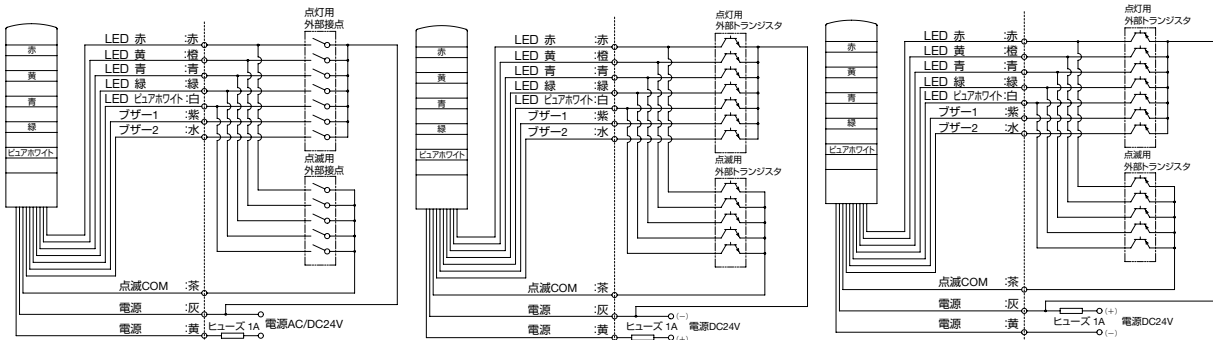 点灯用
外部接点
赤
黄
青
緑
ピュアホワイト
LED 赤 :赤
LED 黄 :橙
LED 青 :青
LED 緑 :緑
LED ピュアホワイト:白
ブザー1 :紫
ブザー2 :水
点滅用
外部接点
点滅COM :茶
電源 :灰
電源 :黄
ヒューズ 1A
電源AC/DC24V
点灯用
外部トランジスタ
赤
黄
青
緑
ピュアホワイト
LED 赤 :赤
LED 黄 :橙
LED 青 :青
LED 緑 :緑
LED ピュアホワイト:白
ブザー1 :紫
ブザー2 :水
点滅用
外部トランジスタ
点滅COM :茶
電源 :灰
(−)
電源 :黄
ヒューズ 1A
(+)
電源DC24V
点灯用
外部トランジスタ
赤
黄
青
緑
ピュアホワイト
LED 赤 :赤
LED 黄 :橙
LED 青 :青
LED 緑 :緑
LED ピュアホワイト:白
ブザー1 :紫
ブザー2 :水
点滅用
外部トランジスタ
点滅COM :茶
電源 :灰
(+)
電源 :黄
ヒューズ 1A
(−)
電源DC24V